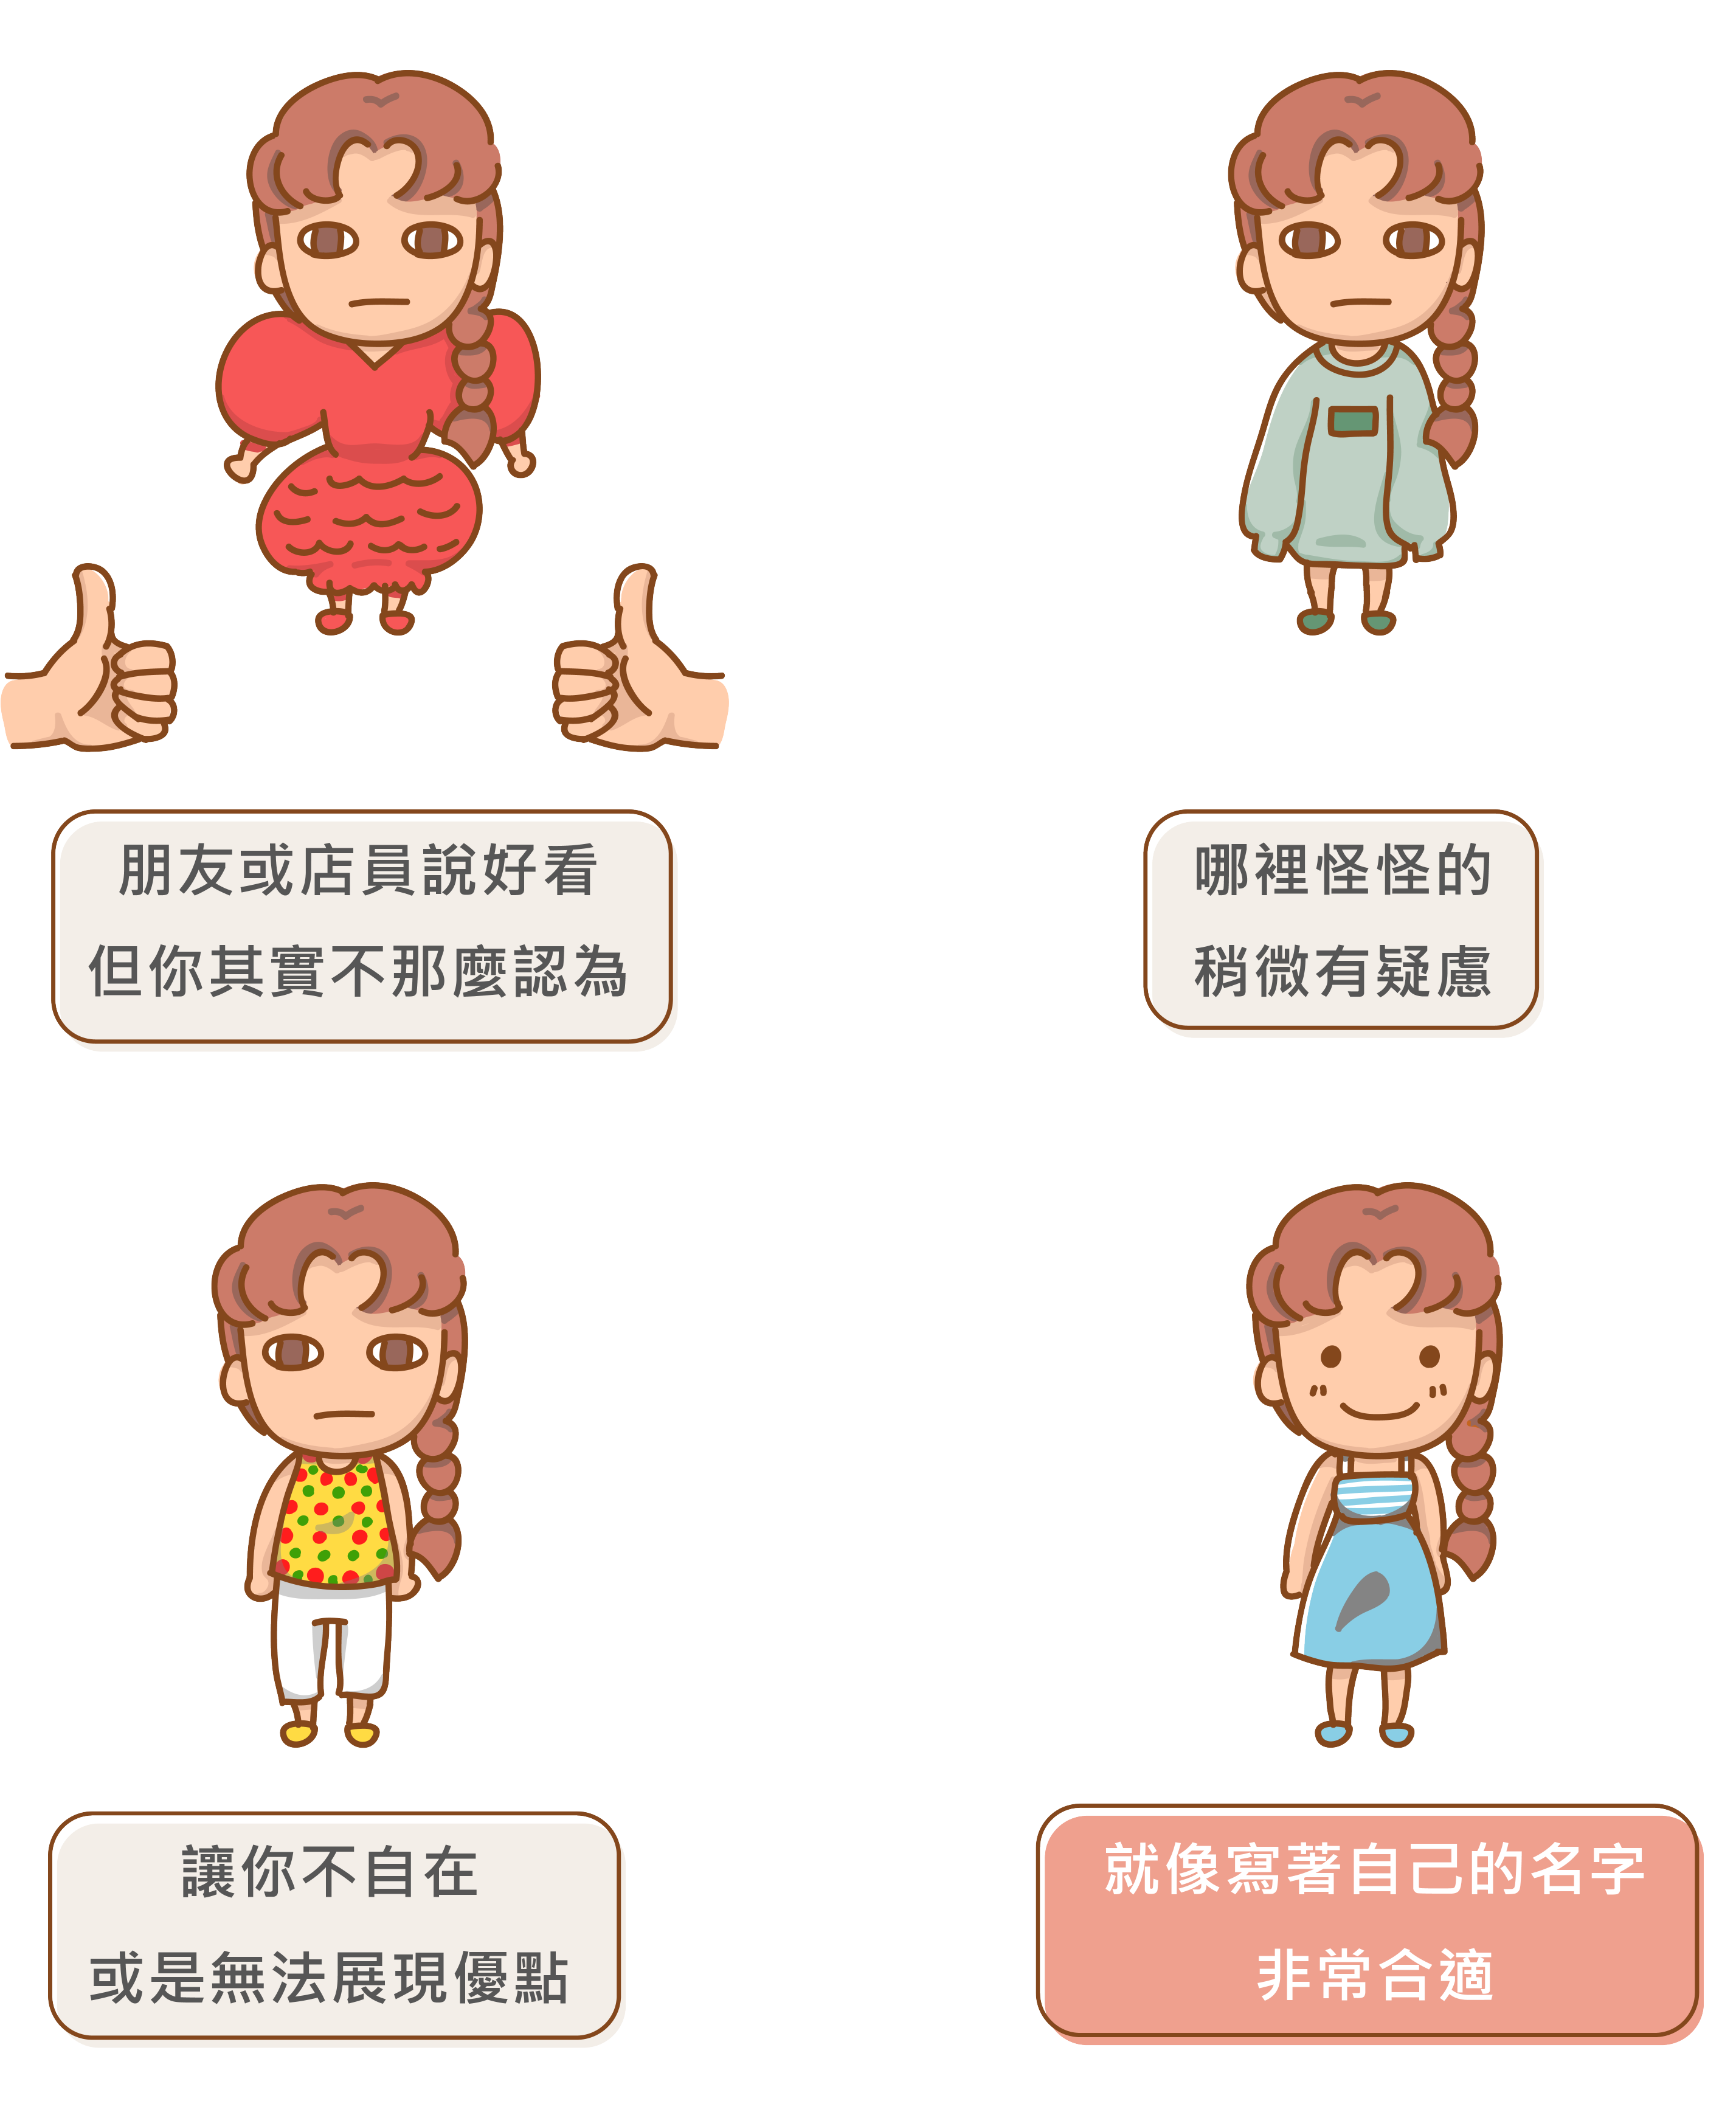 朋友或店員說好看
但你其實不那麼認為
哪裡怪怪的
稍微有疑慮
讓你不自在
或是無法展現優點
就像寫著自己的名字
非常合適